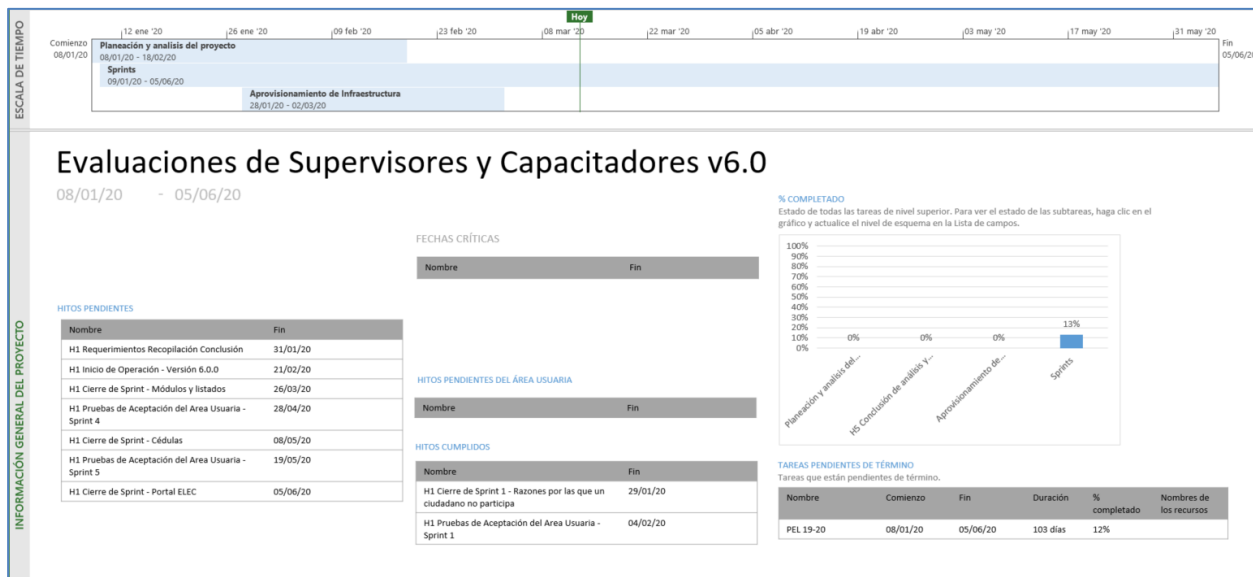 ESCALA DE TIEMPO
Hoy
12 ene '20 26 ene '20 09 feb '20 23 feb '20 08 mar '20 22 mar '20 05 abr '20 19 abr '20 03 may '20 17 may '20 31 may '20
Comienzo
08/01/20
Planeación y analisis del proyecto
08/01/20 - 18/02/20
Sprints
09/01/20 - 05/06/20
Aprovisionamiento de Infraestructura
28/01/20 - 02/03/20
Fin
05/06/20
INFORMACIÓN GENERAL DEL PROYECTO
Evaluaciones de Supervisores y Capacitadores v6.0
08/01/20 - 05/06/20
HITOS PENDIENTES
Nombre Fin
H1 Requerimientos Recopilación Conclusión 31/01/20
H1 Inicio de Operación - Versión 6.0.0 21/02/20
H1 Cierre de Sprint - Módulos y listados 26/03/20
H1 Pruebas de Aceptación del Area Usuaria - 28/04/20
Sprint 4
H1 Cierre de Sprint - Cédulas 08/05/20
H1 Pruebas de Aceptación del Area Usuaria - 19/05/20
Sprint 5
H1 Cierre de Sprint - Portal ELEC 05/06/20
FECHAS CRÍTICAS
Nombre Fin
HITOS PENDIENTES DEL ÁREA USUARIA
Nombre Fin
HITOS CUMPLIDOS
Nombre Fin
H1 Cierre de Sprint 1 - Razones por las que un 29/01/20
ciudadano no participa
H1 Pruebas de Aceptación del Area Usuaria - 04/02/20
Sprint 1
% COMPLETADO
Estado de todas las tareas de nivel superior. Para ver el estado de las subtareas, haga clic en el
gráfico y actualice el nivel de esquema en la Lista de campos.
100%
90%
80%
70%
60%
50%
40%
30%
20%
10%
0%
0% 0% 0% 13%
Planeación y analisis del...
H5 Conclusión de análisis y...
Aprovisionamiento de...
Sprints
TAREAS PENDIENTES DE TÉRMINO
Tareas que están pendientes de término.
Nombre Comienzo Fin Duración % Nombres de
completado los recursos
PEL 19-20 08/01/20 05/06/20 103 días 12%